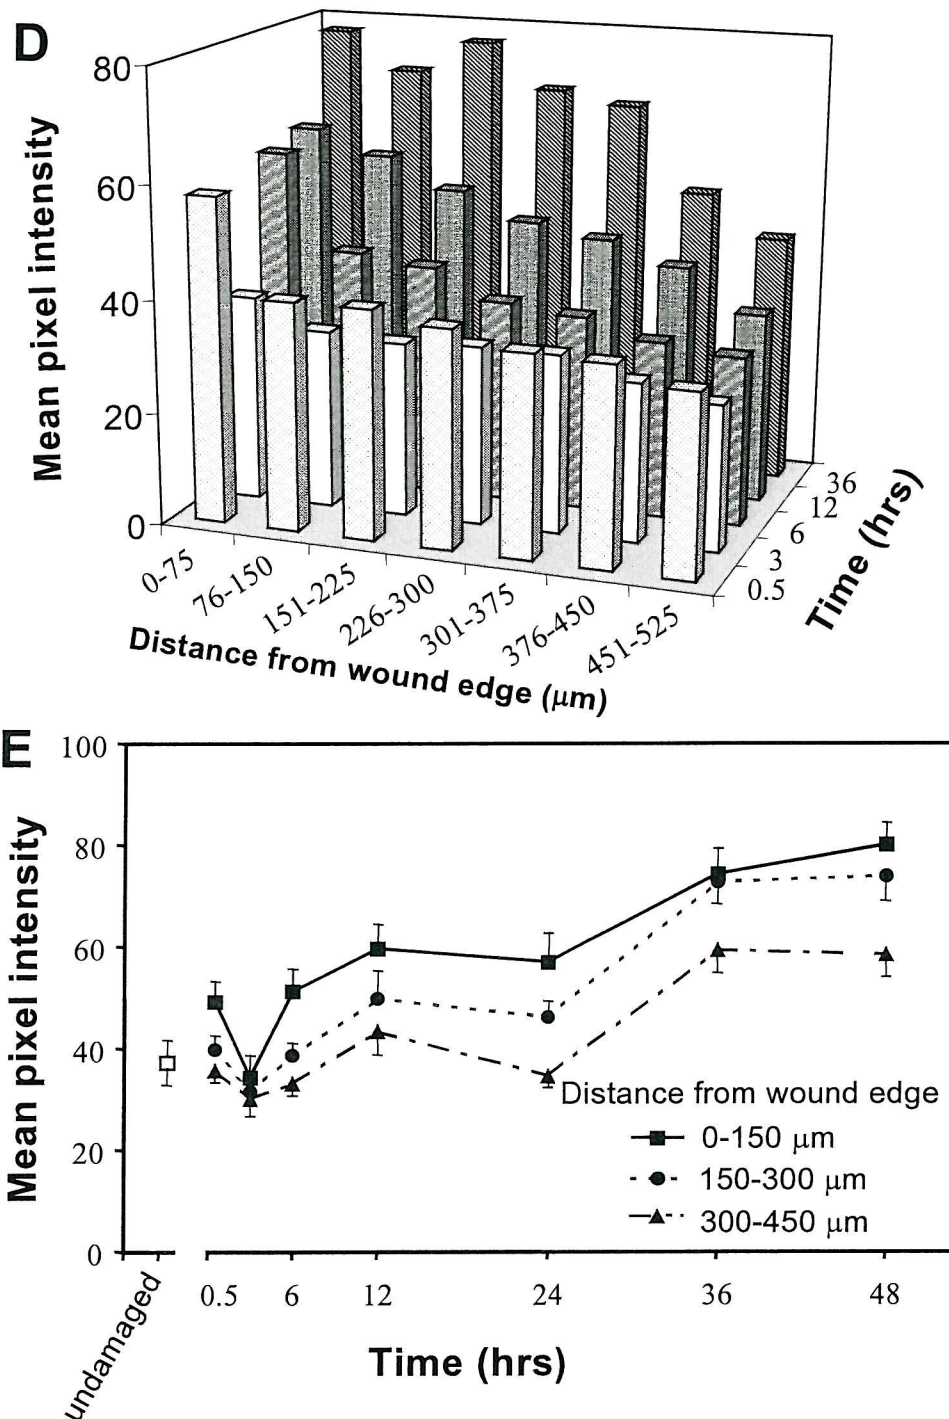 D
Mean pixel intensity
80
60
40
20
0
0-75
76-150
151-225
226-300
301-375
376-450
451-525
Distance from wound edge (μm)
0.5
3
6
12
36
Time (hrs)
E
Mean pixel intensity
100
80
60
40
20
0
Distance from wound edge
0-150 μm
150-300 μm
300-450 μm
undamaged
0.5
6
12
24
36
48
Time (hrs)